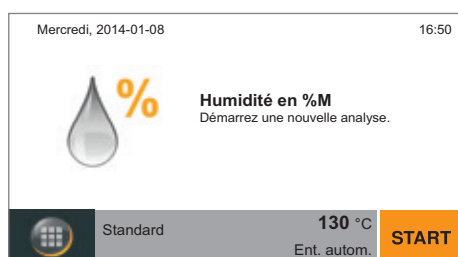 Mercredi, 2014-01-08 16:50
%
Humidité en %M
Démarrez une nouvelle analyse.
Standard 130 °C
Ent. autom.
START